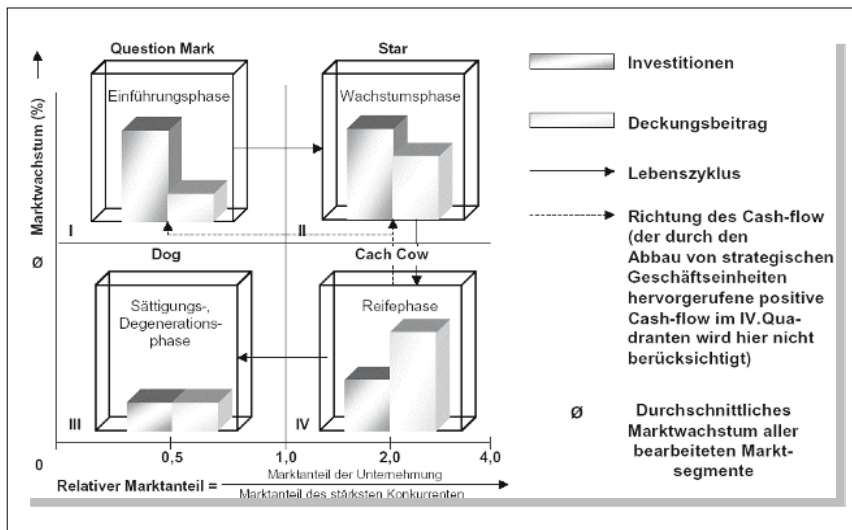 Question Mark
Star
Einführungsphase
Wachstumsphase
Marktwachstum (%)
I
II
Ø
Dog
Cach Cow
Sättigungs-,
Degenerations-
phase
Reifephase
III
IV
0
0,5
1,0
2,0
4,0
Relativer Marktanteil =
Marktanteil der Unternehmung
Marktanteil des stärksten Konkurrenten
Investitionen
Deckungsbeitrag
Lebenszyklus
Richtung des Cash-flow
(der durch den
Abbau von strategischen
Geschäftseinheiten
hervorgerufene positive
Cash-flow im IV.Qua-
dranten wird hier nicht
berücksichtigt)
Ø Durchschnittliches
Marktwachstum aller
bearbeiteten Markt-
segmente